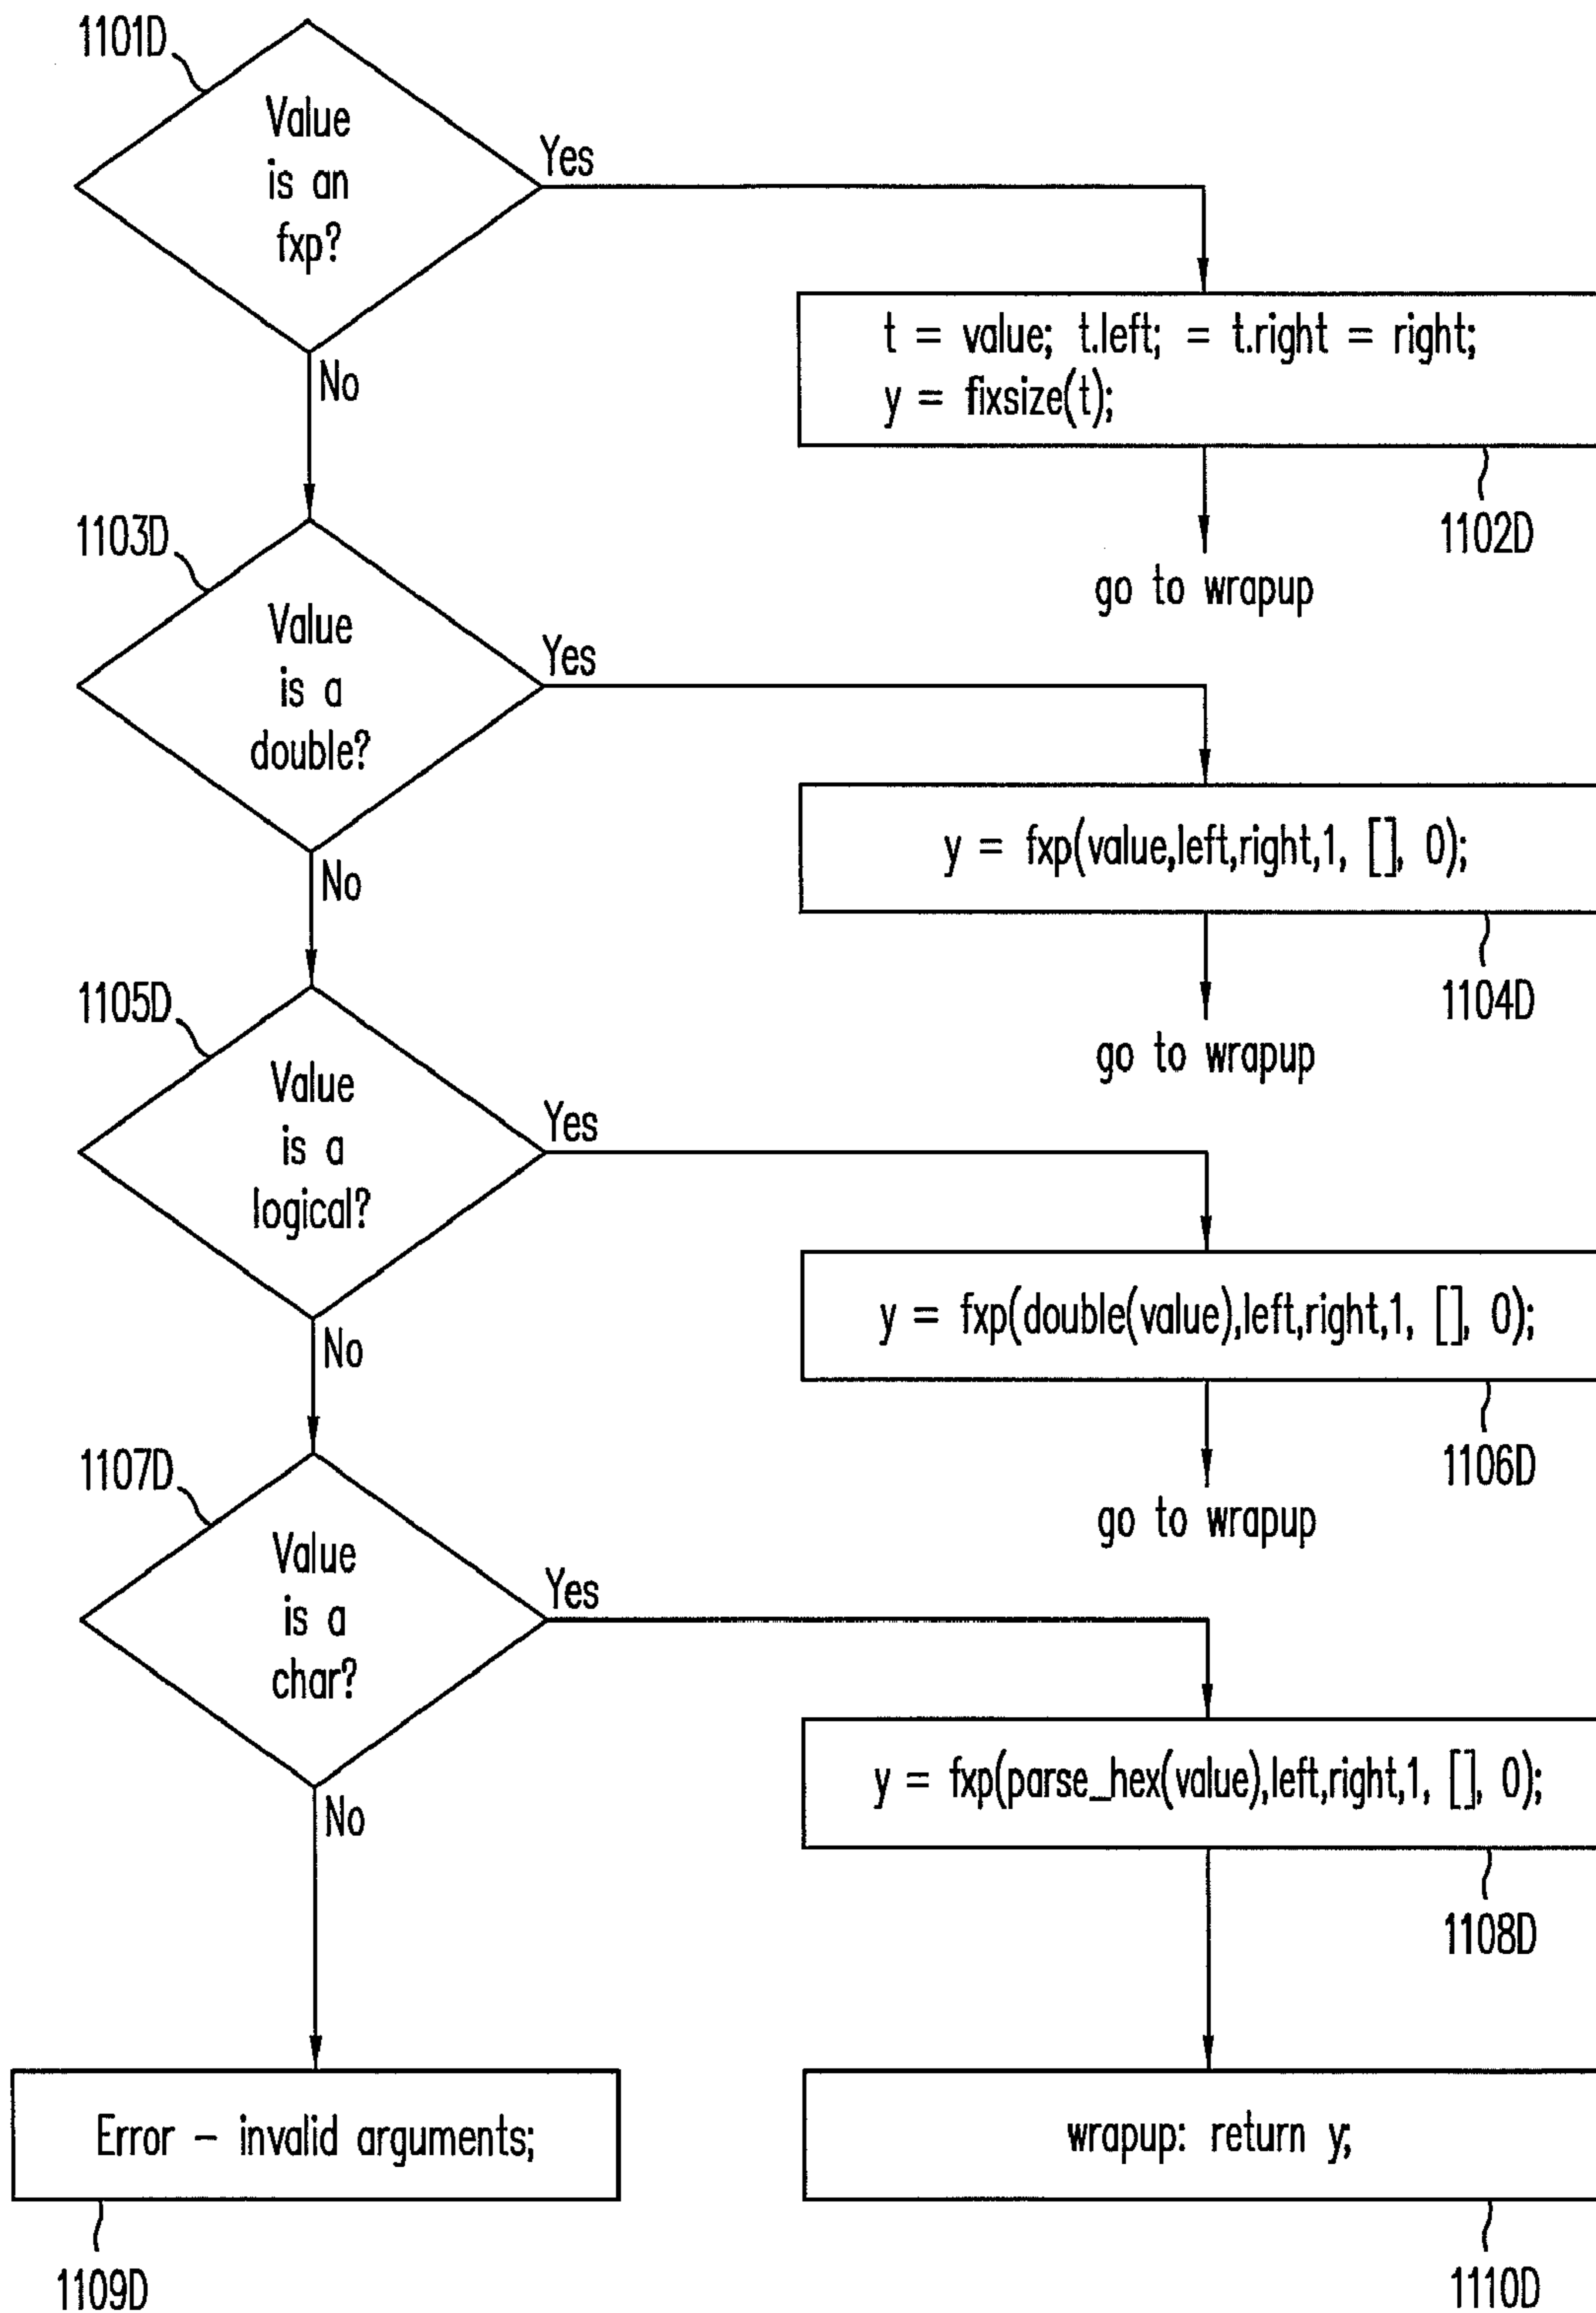 1101D
Value
is an
fxp?
Yes
No
t = value; t.left; = t.right = right;
y = fixsize(t);
1102D
go to wrapup
1103D
Value
is a
double?
Yes
No
y = fxp(value,left,right,1, [], 0);
1104D
go to wrapup
1105D
Value
is a
logical?
Yes
No
y = fxp(double(value),left,right,1, [], 0);
1106D
go to wrapup
1107D
Value
is a
char?
Yes
No
y = fxp(parse_hex(value),left,right,1, [], 0);
1108D
Error – invalid arguments;
1109D
wrapup: return y;
1110D